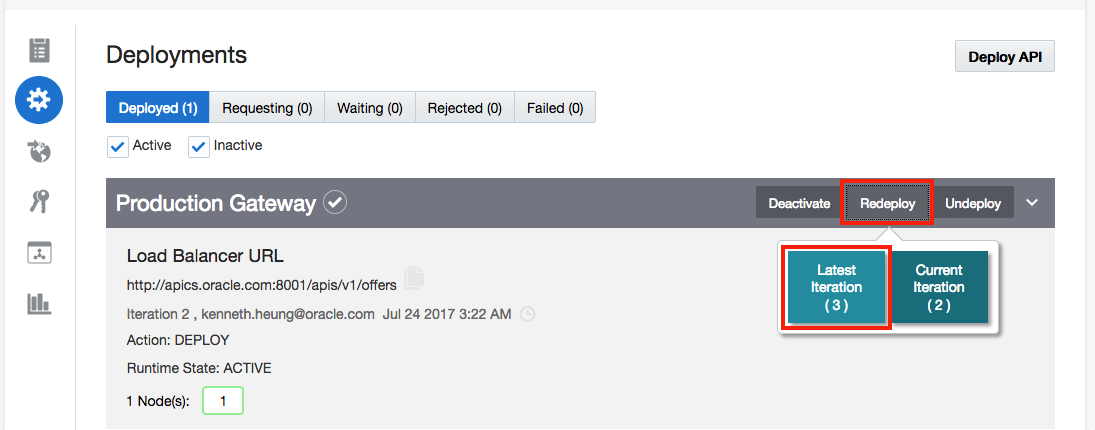 Deployments
Deploy API
Deployed (1) Requesting (0) Waiting (0) Rejected (0) Failed (0)
Active Inactive
Production Gateway Deactivate Redeploy Undeploy
Load Balancer URL
http://apics.oracle.com:8001/apis/v1/offers
Iteration 2 , kenneth.heung@oracle.com Jul 24 2017 3:22 AM
Action: DEPLOY
Runtime State: ACTIVE
1 Node(s): 1
Latest
Iteration
( 3 )
Current
Iteration
( 2 )